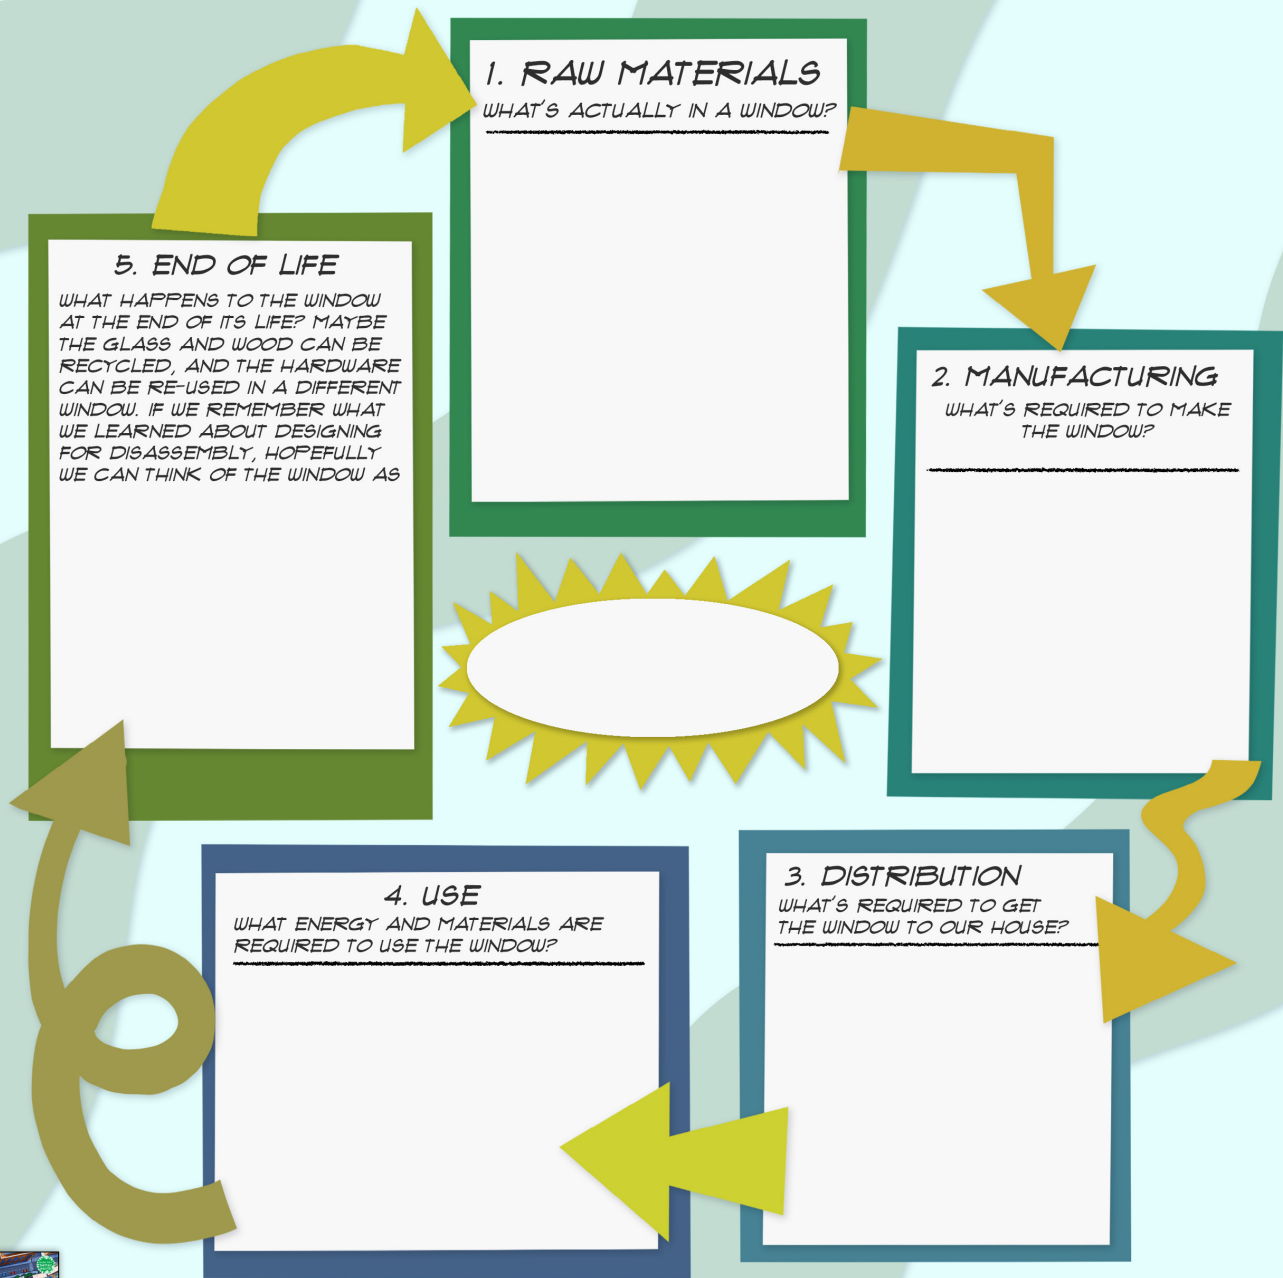 1. RAW MATERIALS
WHAT'S ACTUALLY IN A WINDOW?
2. MANUFACTURING
WHAT'S REQUIRED TO MAKE
THE WINDOW?
3. DISTRIBUTION
WHAT'S REQUIRED TO GET
THE WINDOW TO OUR HOUSE?
4. USE
WHAT ENERGY AND MATERIALS ARE
REQUIRED TO USE THE WINDOW?
5. END OF LIFE
WHAT HAPPENS TO THE WINDOW
AT THE END OF ITS LIFE? MAYBE
THE GLASS AND WOOD CAN BE
RECYCLED, AND THE HARDWARE
CAN BE RE-USED IN A DIFFERENT
WINDOW. IF WE REMEMBER WHAT
WE LEARNED ABOUT DESIGNING
FOR DISASSEMBLY, HOPEFULLY
WE CAN THINK OF THE WINDOW AS